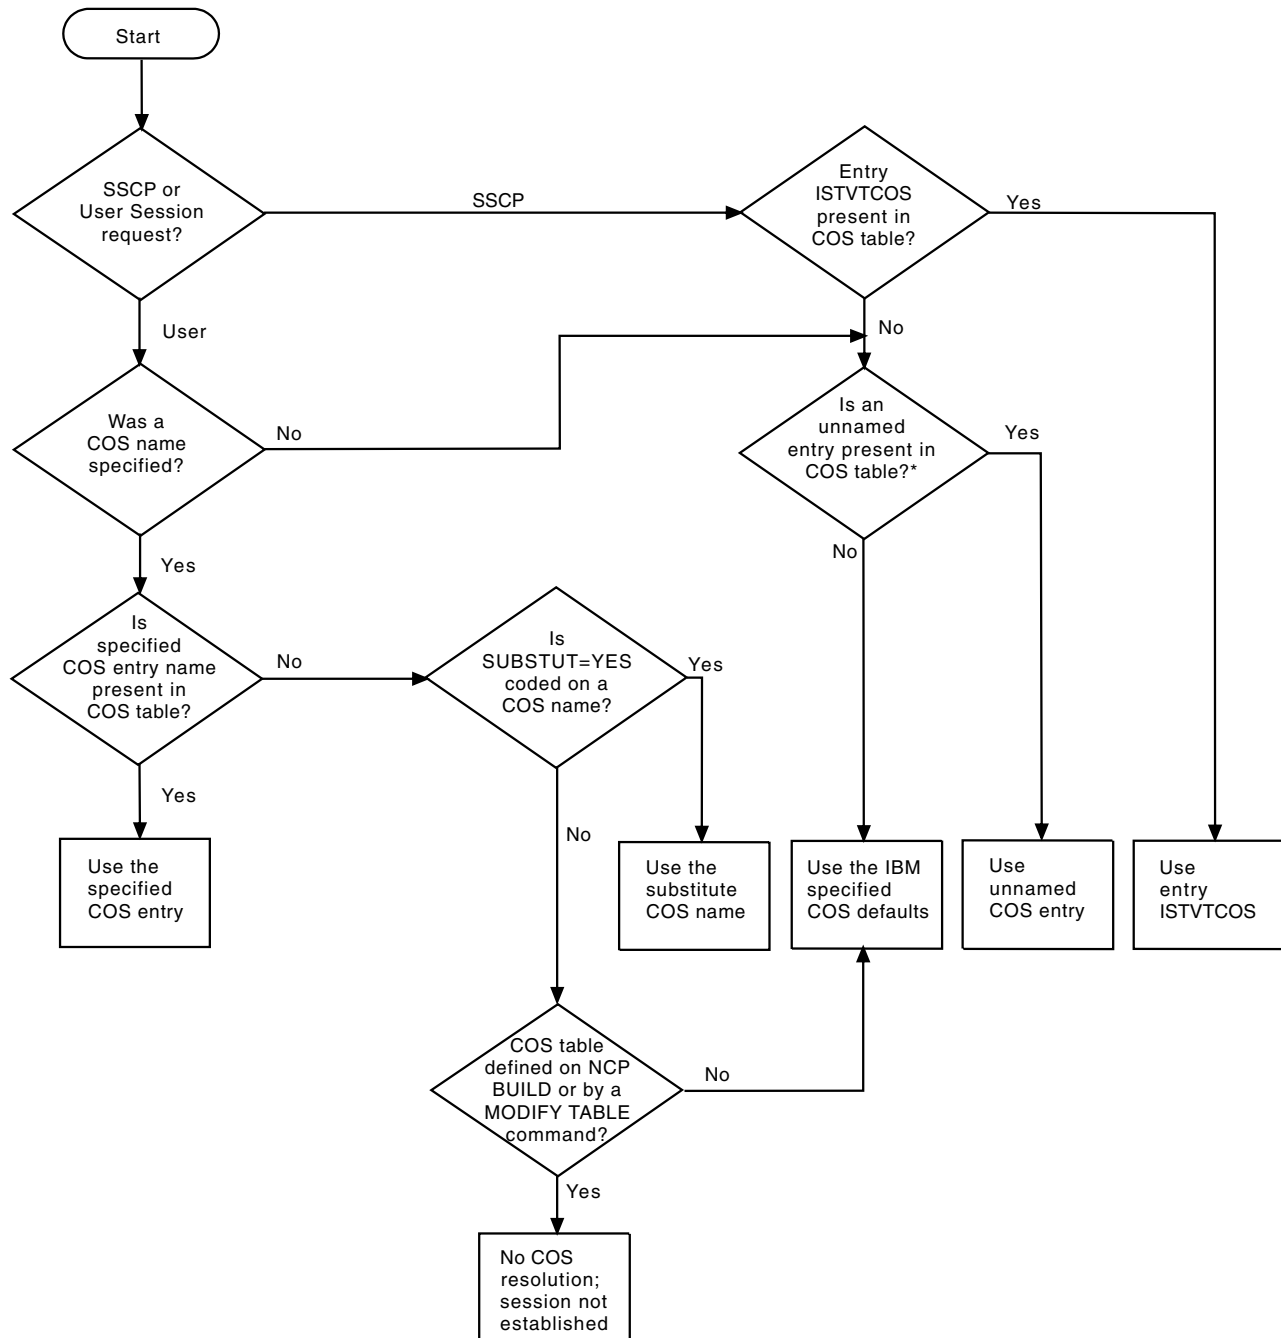 Start
SSCP or
User Session
request?
SSCP
Entry
ISTVTCOS
present in
COS table?
Yes
User
No
Was a
COS name
specified?
No
Is an
unnamed
entry present in
COS table?*
Yes
Yes
No
Is
specified
COS entry name
present in
COS table?
No
Is
SUBSTUT=YES
coded on a
COS name?
Yes
Yes
No
Use the
specified
COS entry
Use the
substitute
COS name
Use the IBM
specified
COS defaults
Use
unnamed
COS entry
Use
entry
ISTVTCOS
COS table
defined on NCP
BUILD or by a
MODIFY TABLE
command?
No
Yes
No COS
resolution;
session not
established